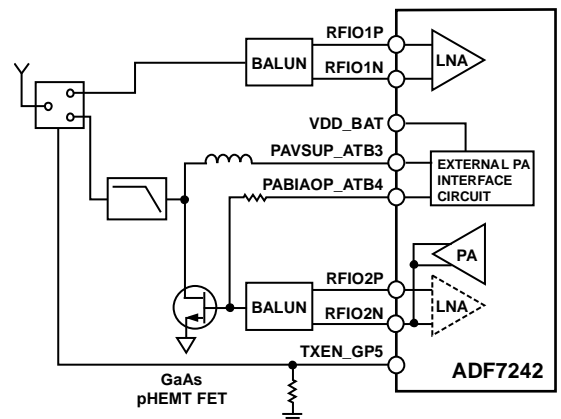 RFIO1P
BALUN
RFIO1N
LNA
VDD_BAT
PAVSUP_ATB3
EXTERNAL PA
INTERFACE
CIRCUIT
PABIAOP_ATB4
PA
RFIO2P
BALUN
LNA
RFIO2N
TXEN_GP5
ADF7242
GaAs
pHEMT FET